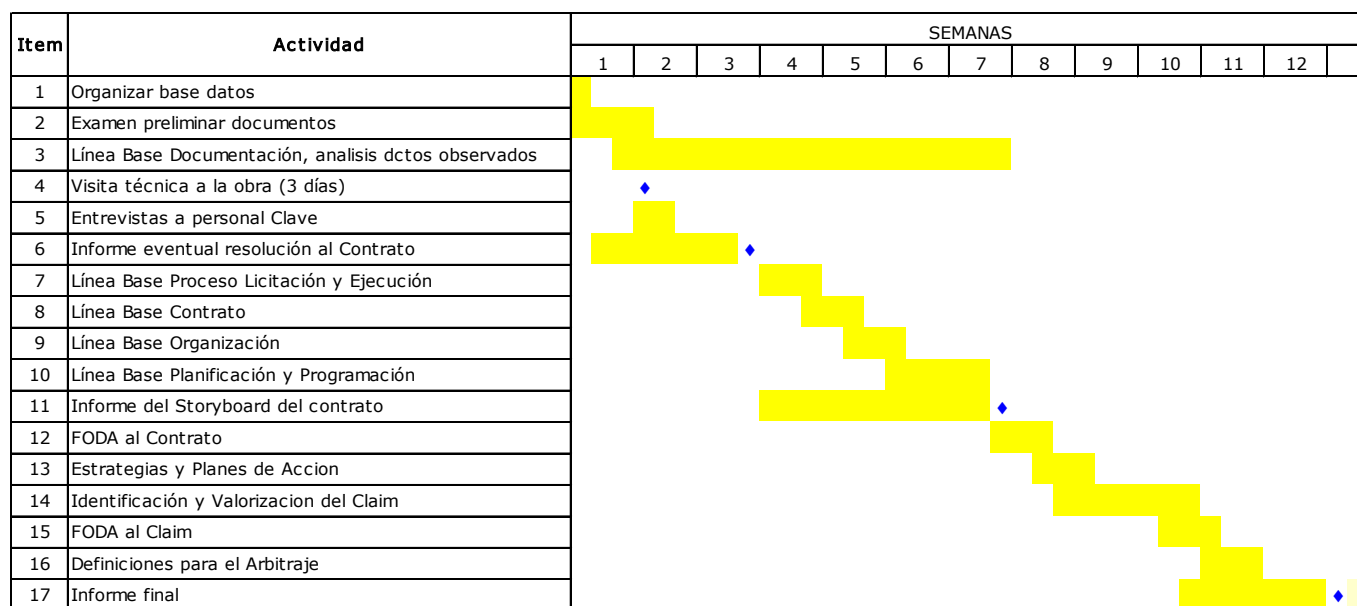 Item Actividad SEMANAS
1 2 3 4 5 6 7 8 9 10 11 12
1 Organizar base datos
2 Examen preliminar documentos
3 Línea Base Documentación, analisis dctos observados
4 Visita técnica a la obra (3 días)
5 Entrevistas a personal Clave
6 Informe eventual resolución al Contrato
7 Línea Base Proceso Licitación y Ejecución
8 Línea Base Contrato
9 Línea Base Organización
10 Línea Base Planificación y Programación
11 Informe del Storyboard del contrato
12 FODA al Contrato
13 Estrategias y Planes de Accion
14 Identificación y Valorizacion del Claim
15 FODA al Claim
16 Definiciones para el Arbitraje
17 Informe final